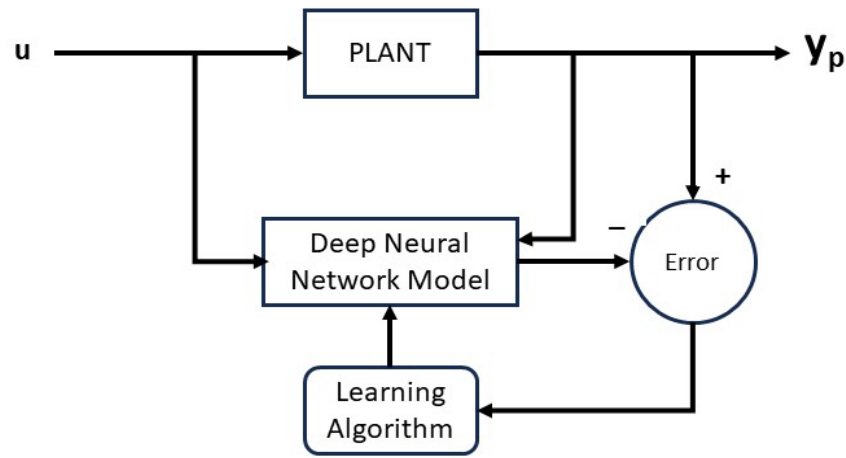 u
PLANT
yₚ
+
−
Deep Neural
Network Model
Error
Learning
Algorithm